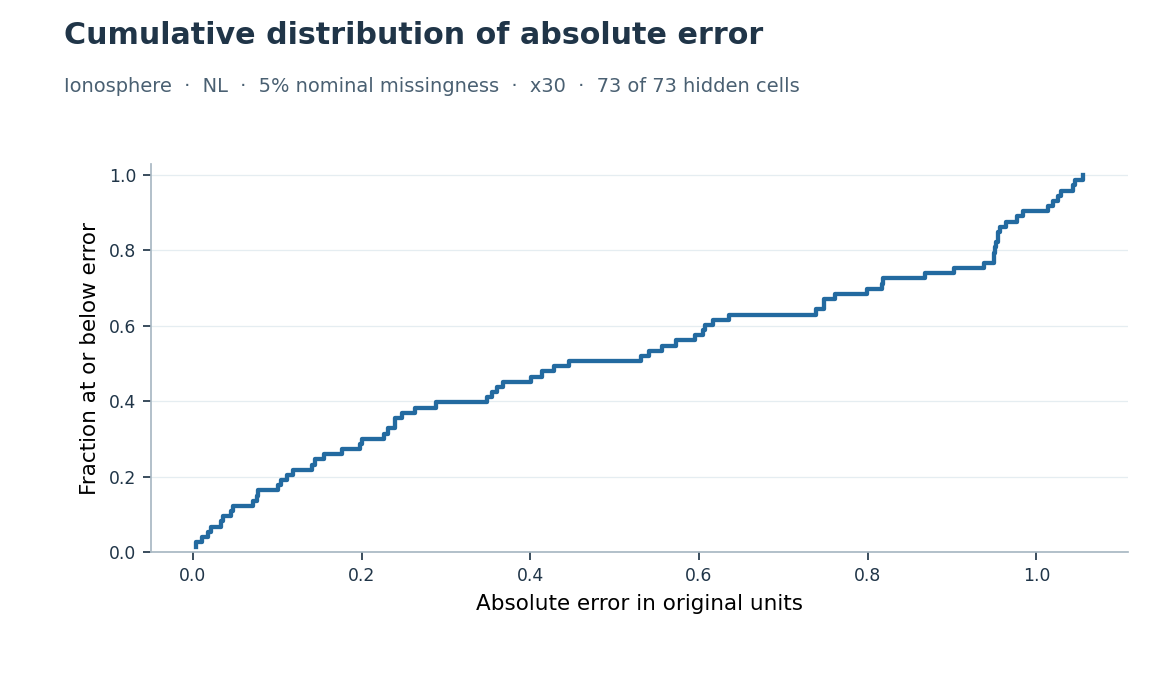 Cumulative distribution of absolute error
Ionosphere · NL · 5% nominal missingness · x30 · 73 of 73 hidden cells
Fraction at or below error
1.0
0.8
0.6
0.4
0.2
0.0
0.0 0.2 0.4 0.6 0.8 1.0
Absolute error in original units